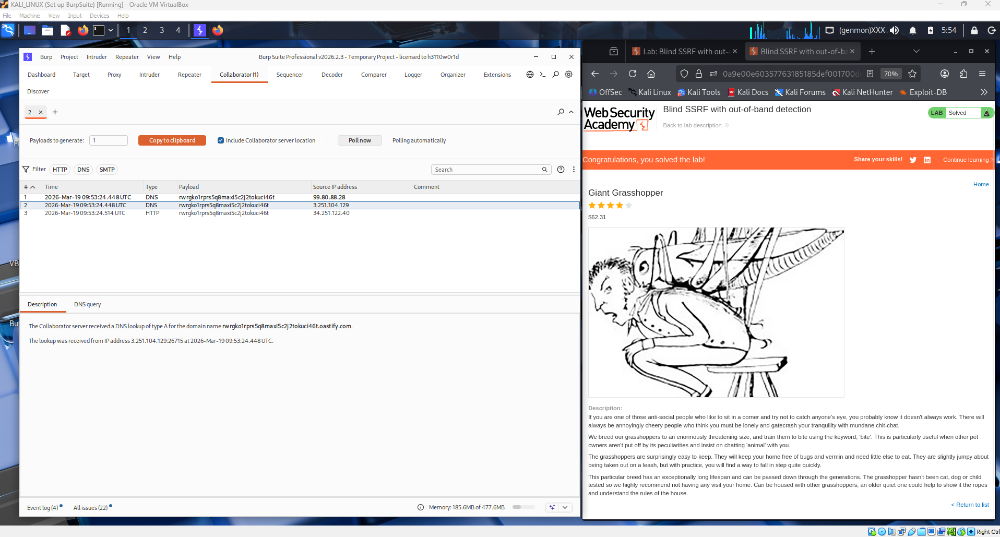 KALI_LINUX (Set up BurpSuite) [Running] - Oracle VM VirtualBox
File Machine View Input Devices Help
1 2 3 4
(genmon)XXX 5:54
Burp Project Intruder Repeater View Help
Burp Suite Professional v2026.2.3 - Temporary Project - licensed to h3110w0r1d
Dashboard Target Proxy Intruder Repeater Collaborator (1) Sequencer Decoder Comparer Logger Organizer Extensions
Discover
2
Payloads to generate: 1 Copy to clipboard Include Collaborator server location Poll now Polling automatically
Filter HTTP DNS SMTP Search
# Time Type Payload Source IP address Comment
1 2026-Mar-19 09:53:24.448 UTC DNS rwrgko1rprs5q8maxi5c2j2tokuci46t 99.80.88.28
2 2026-Mar-19 09:53:24.448 UTC DNS rwrgko1rprs5q8maxi5c2j2tokuci46t 3.251.104.129
3 2026-Mar-19 09:53:24.514 UTC HTTP rwrgko1rprs5q8maxi5c2j2tokuci46t 34.251.122.40
Description DNS query
The Collaborator server received a DNS lookup of type A for the domain name rwrgko1rprs5q8maxi5c2j2tokuci46t.oastify.com.
The lookup was received from IP address 3.251.104.129:26715 at 2026-Mar-19 09:53:24.448 UTC.
Event log (4) All issues (22) Memory: 185.6MB of 477.6MB
VB
Bu
Lab: Blind SSRF with out- Blind SSRF with out-of-ba
0a9e00e60357763185185def001700d 70%
OffSec Kali Linux Kali Tools Kali Docs Kali Forums Kali NetHunter Exploit-DB
WebSecurity
Academy
Blind SSRF with out-of-band detection
Back to lab description
LAB Solved
Congratulations, you solved the lab!
Share your skills! Continue learning
Home
Giant Grasshopper
$62.31
Description:
If you are one of those anti-social people who like to sit in a corner and try not to catch anyone's eye, you probably know it doesn't always work. There will
always be annoyingly cheery people who think you must be lonely and gatecrash your tranquility with mundane chit-chat.
We breed our grasshoppers to an enormously threatening size, and train them to bite using the keyword, 'bite'. This is particularly useful when other pet
owners aren't put off by its peculiarities and insist on chatting 'animal' with you.
The grasshoppers are surprisingly easy to keep. They will keep your home free of bugs and vermin and need little else to eat. They are slightly jumpy about
being taken out on a leash, but with practice, you will find a way to fall in step quite quickly.
This particular breed has an exceptionally long lifespan and can be passed down through the generations. The grasshopper hasn't been cat, dog or child
tested so we highly recommend not having any visit your home. Can be housed with other grasshoppers, an older quiet one could help to show it the ropes
and understand the rules of the house.
< Return to list
Right Ctrl